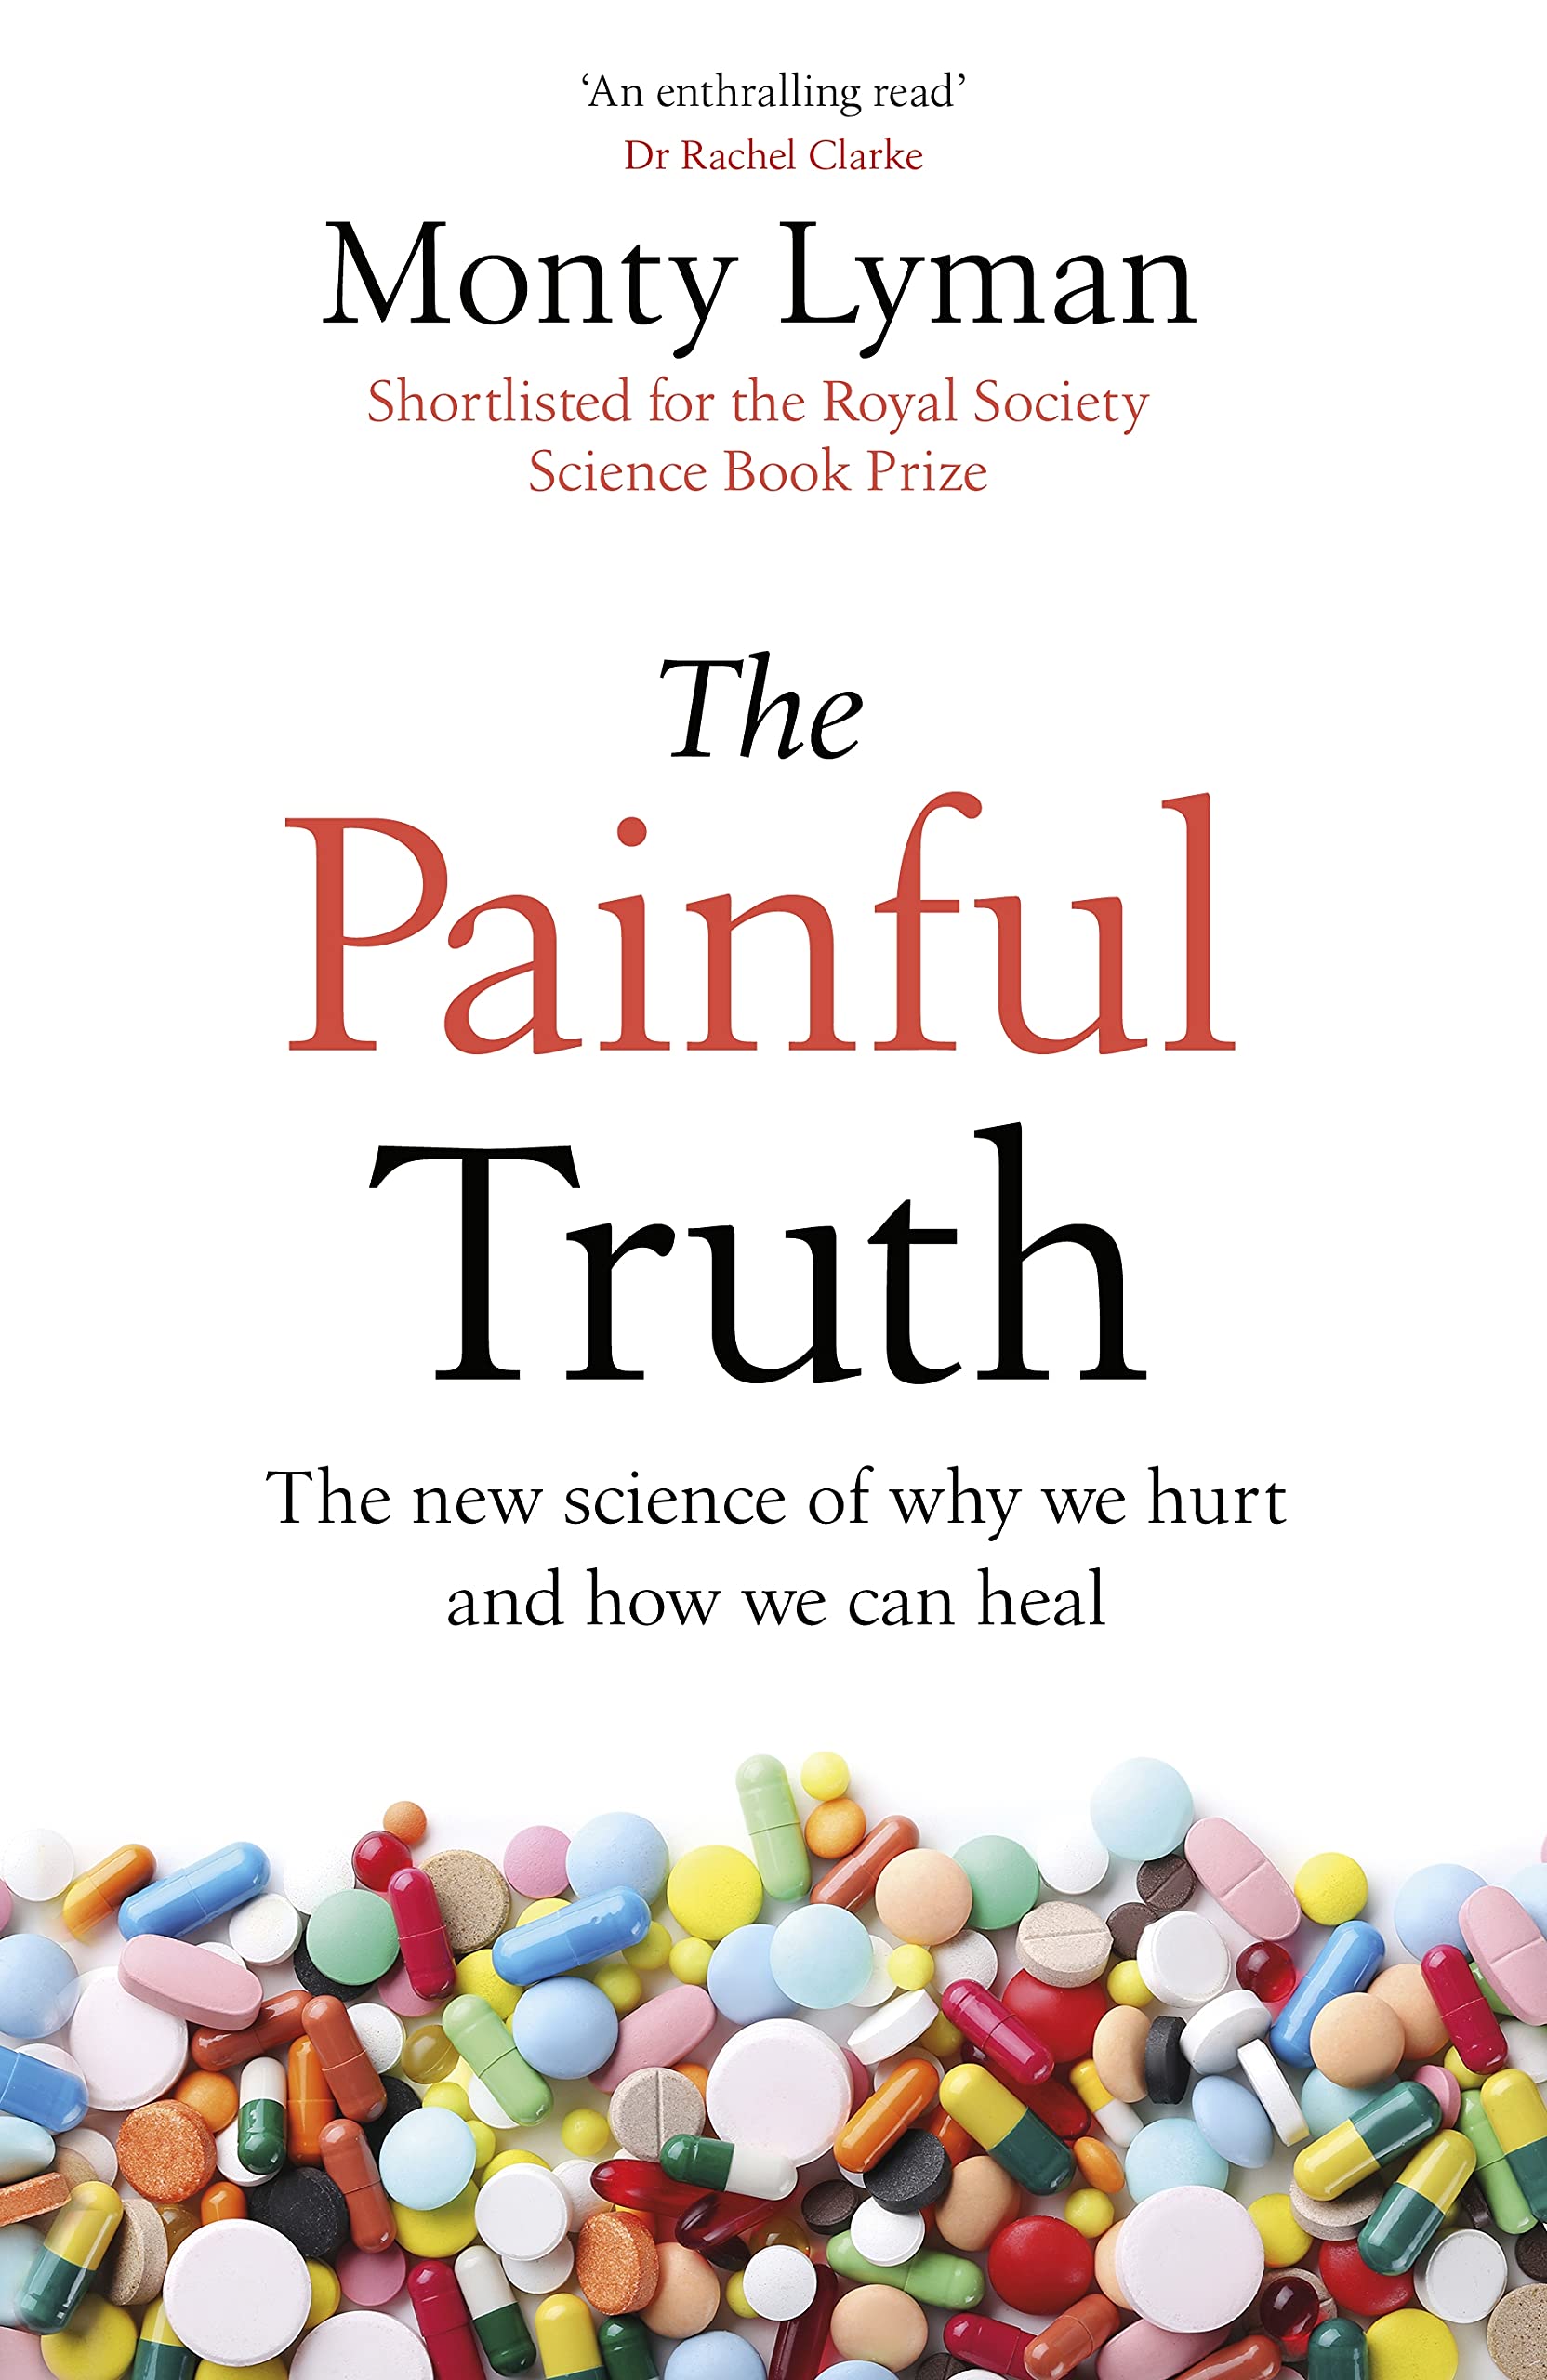 ‘An enthralling read’
Dr Rachel Clarke
Monty Lyman
Shortlisted for the Royal Society
Science Book Prize
The
Painful
Truth
The new science of why we hurt
and how we can heal